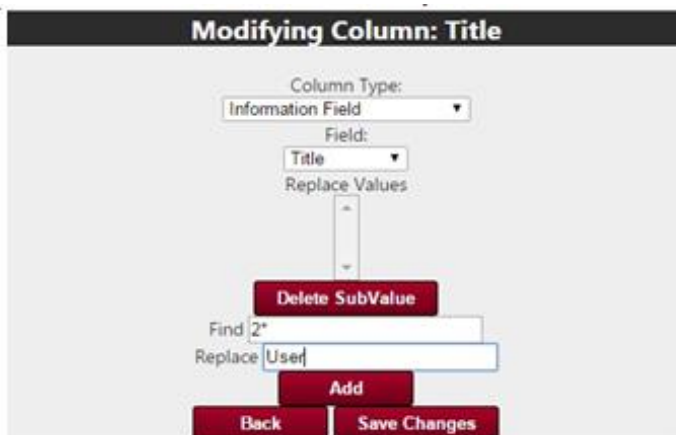 Modifying Column: Title
Column Type:
Information Field
Field:
Title
Replace Values
Delete SubValue
Find 2*
Replace User
Add
Back Save Changes